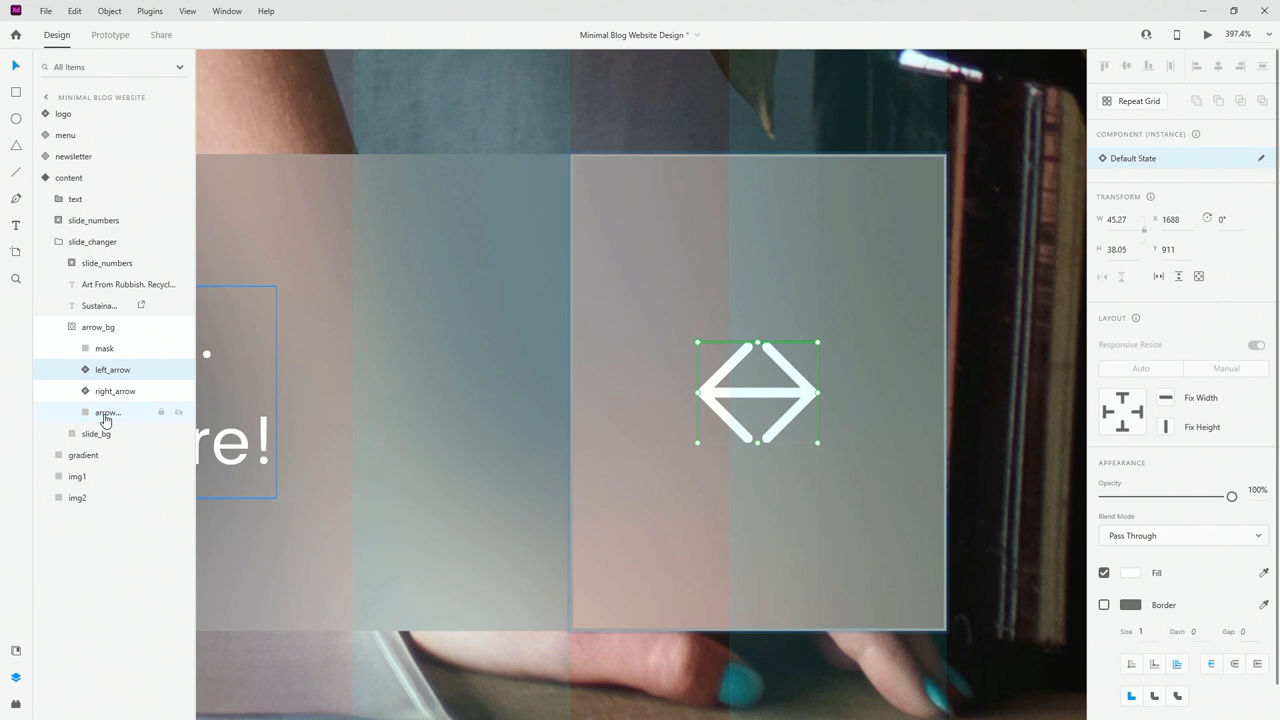 Xd File Edit Object Plugins View Window Help
Design Prototype Share Minimal Blog Website Design * 397.4%
All Items
MINIMAL BLOG WEBSITE
logo
menu
newsletter
content
text
slide_numbers
slide_changer
slide_numbers
Art From Rubbish. Recycl...
Sustaina...
arrow_bg
mask
left_arrow
right_arrow
arrow...
slide_bg
gradient
img1
img2
.
re!
Repeat Grid
COMPONENT (INSTANCE)
Default State
TRANSFORM
W 45.27 X 1688 0°
H 38.05 Y 911
LAYOUT
Responsive Resize
Auto Manual
Fix Width
Fix Height
APPEARANCE
Opacity
100%
Blend Mode
Pass Through
Fill
Border
Size 1 Dash 0 Gap 0